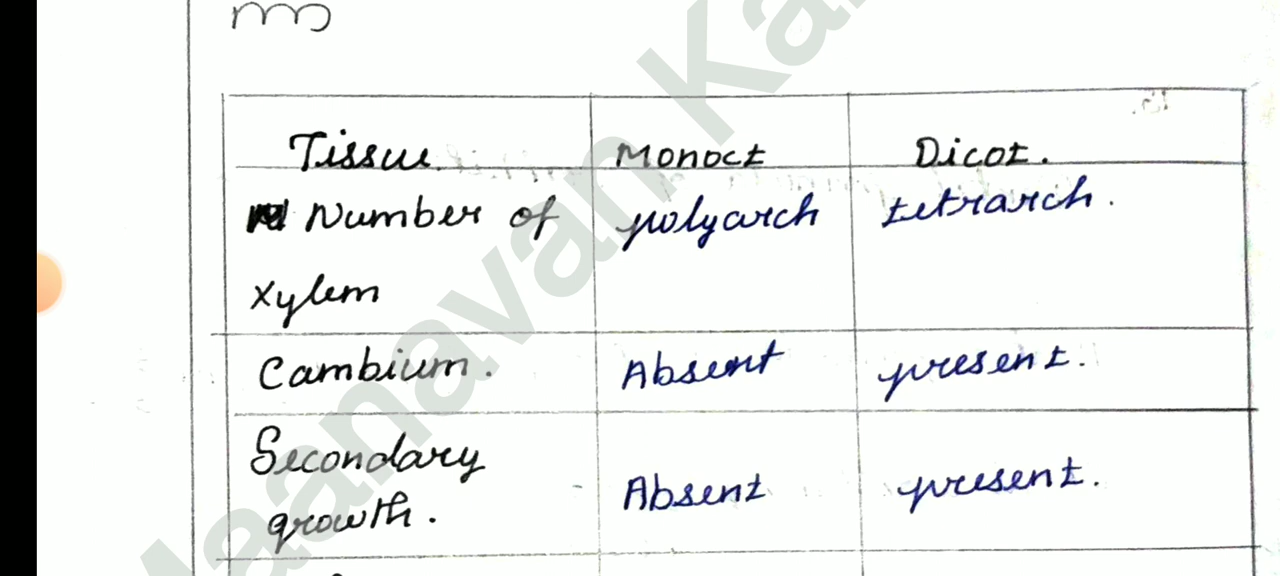 Tissue Monoct Dicot.
Number of polyarch tetrarch.
xylem
Cambium. Absent present.
Secondary
growth. Absent present.